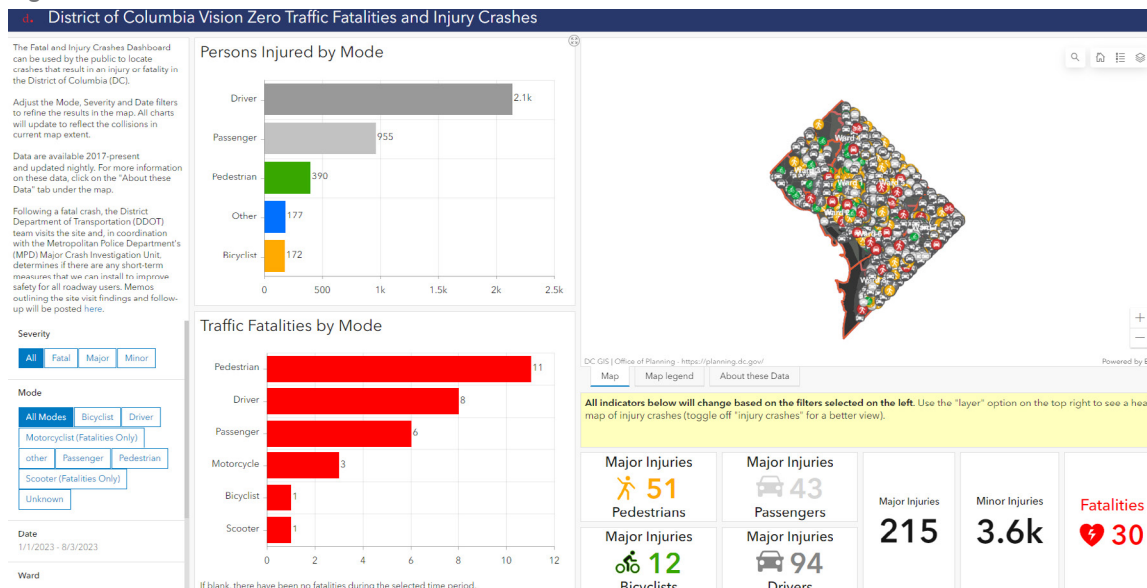 d. District of Columbia Vision Zero Traffic Fatalities and Injury Crashes
The Fatal and Injury Crashes Dashboard
can be used by the public to locate
crashes that result in an injury or fatality in
the District of Columbia (DC).
Adjust the Mode, Severity and Date filters
to refine the results in the map. All charts
will update to reflect the collisions in
current map extent.
Data are available 2017-present
and updated nightly. For more information
on these data, click on the "About these
Data" tab under the map.
Following a fatal crash, the District
Department of Transportation (DDOT)
team visits the site and, in coordination
with the Metropolitan Police Department's
(MPD) Major Crash Investigation Unit,
determines if there are any short-term
measures that we can install to improve
safety for all roadway users. Memos
outlining the site visit findings and follow-
up will be posted here.
Severity
All Fatal Major Minor
Mode
All Modes Bicyclist Driver
Motorcyclist (Fatalities Only)
other Passenger Pedestrian
Scooter (Fatalities Only)
Unknown
Date
1/1/2023 - 8/3/2023
Ward
Persons Injured by Mode
Driver 2.1k
Passenger 955
Pedestrian 390
Other 177
Bicyclist 172
0 500 1k 1.5k 2k 2.5k
Traffic Fatalities by Mode
Pedestrian 11
Driver 8
Passenger 6
Motorcycle 3
Bicyclist 1
Scooter 1
0 2 4 6 8 10 12
If blank, there have been no fatalities during the selected time period.
DC GIS | Office of Planning - https://planning.dc.gov/ Powered by
Map Map legend About these Data
All indicators below will change based on the filters selected on the left. Use the "layer" option on the top right to see a
map of injury crashes (toggle off "injury crashes" for a better view).
Major Injuries
51
Pedestrians
Major Injuries
43
Passengers
Major Injuries
12
Bicyclists
Major Injuries
94
Drivers
Major Injuries
215
Minor Injuries
3.6k
Fatalities
30